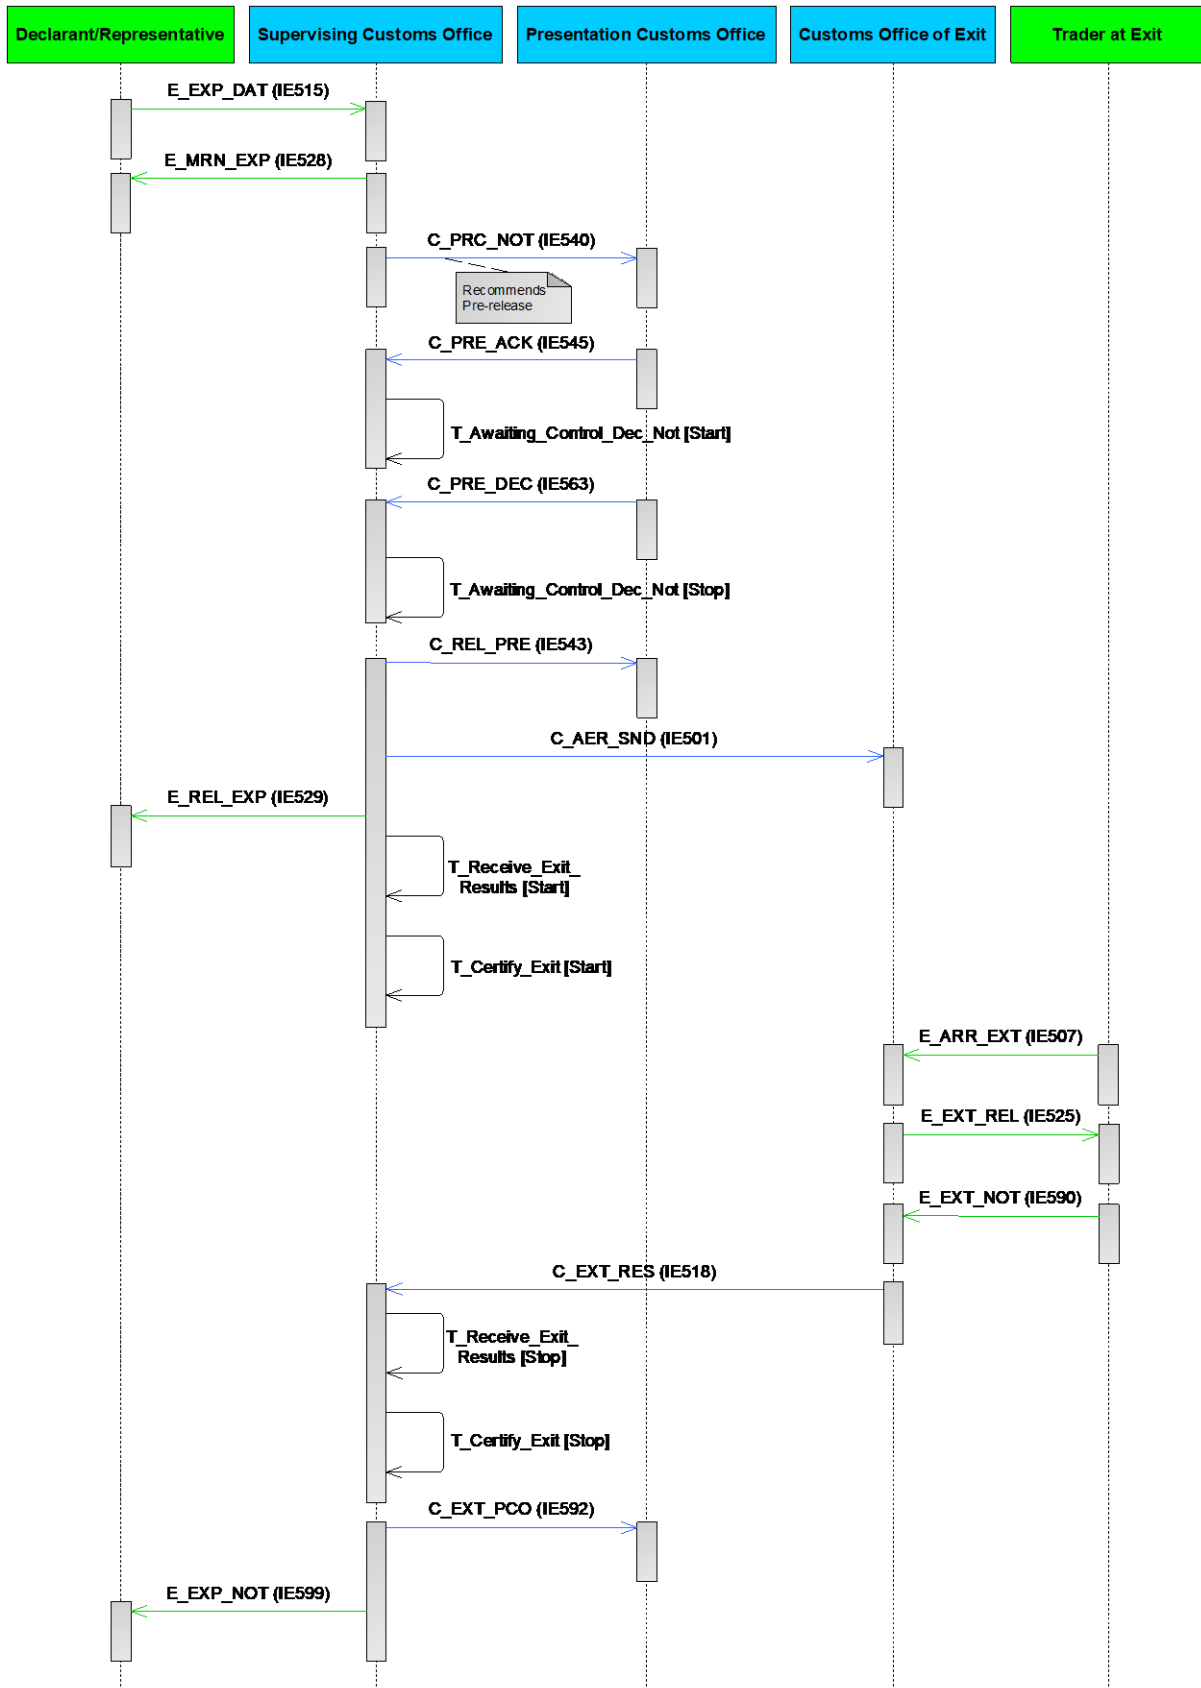 Declarant/Representative
Supervising Customs Office
Presentation Customs Office
Customs Office of Exit
Trader at Exit
E_EXP_DAT (IE515)
E_MRN_EXP (IE528)
C_PRC_NOT (IE540)
Recommends
Pre-release
C_PRE_ACK (IE545)
T_Awaiting_Control_Dec_Not [Start]
C_PRE_DEC (IE563)
T_Awaiting_Control_Dec_Not [Stop]
C_REL_PRE (IE543)
C_AER_SND (IE501)
E_REL_EXP (IE529)
T_Receive_Exit_
Results [Start]
T_Certify_Exit [Start]
E_ARR_EXT (IE507)
E_EXT_REL (IE525)
E_EXT_NOT (IE590)
C_EXT_RES (IE518)
T_Receive_Exit_
Results [Stop]
T_Certify_Exit [Stop]
C_EXT_PCO (IE592)
E_EXP_NOT (IE599)